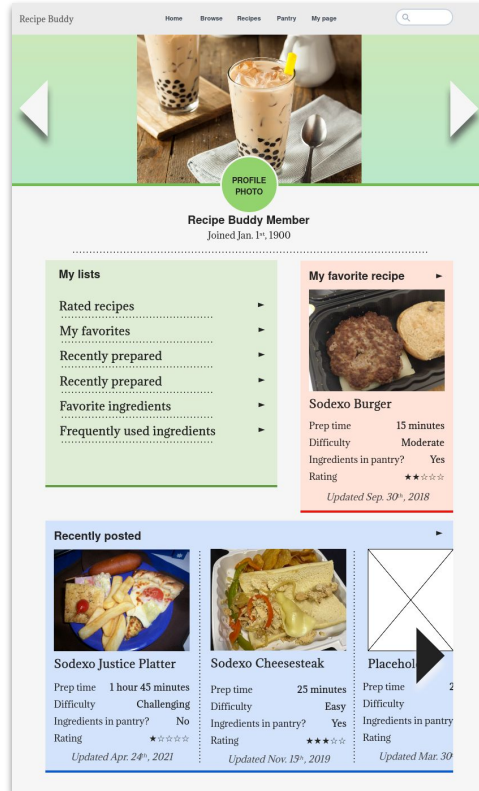 Recipe Buddy
Home Browse Recipes Pantry My page
PROFILE
PHOTO
Recipe Buddy Member
Joined Jan. 1st, 1900
My lists
Rated recipes
My favorites
Recently prepared
Recently prepared
Favorite ingredients
Frequently used ingredients
My favorite recipe
Sodexo Burger
Prep time 15 minutes
Difficulty Moderate
Ingredients in pantry? Yes
Rating ★★☆☆☆
Updated Sep. 30th, 2018
Recently posted
Sodexo Justice Platter
Prep time 1 hour 45 minutes
Difficulty Challenging
Ingredients in pantry? No
Rating ★☆☆☆☆
Updated Apr. 24th, 2021
Sodexo Cheesesteak
Prep time 25 minutes
Difficulty Easy
Ingredients in pantry? Yes
Rating ★★★☆☆
Updated Nov. 13th, 2019
Prep time 2
Difficulty
Ingredients in pantry
Rating
Updated Mar. 30